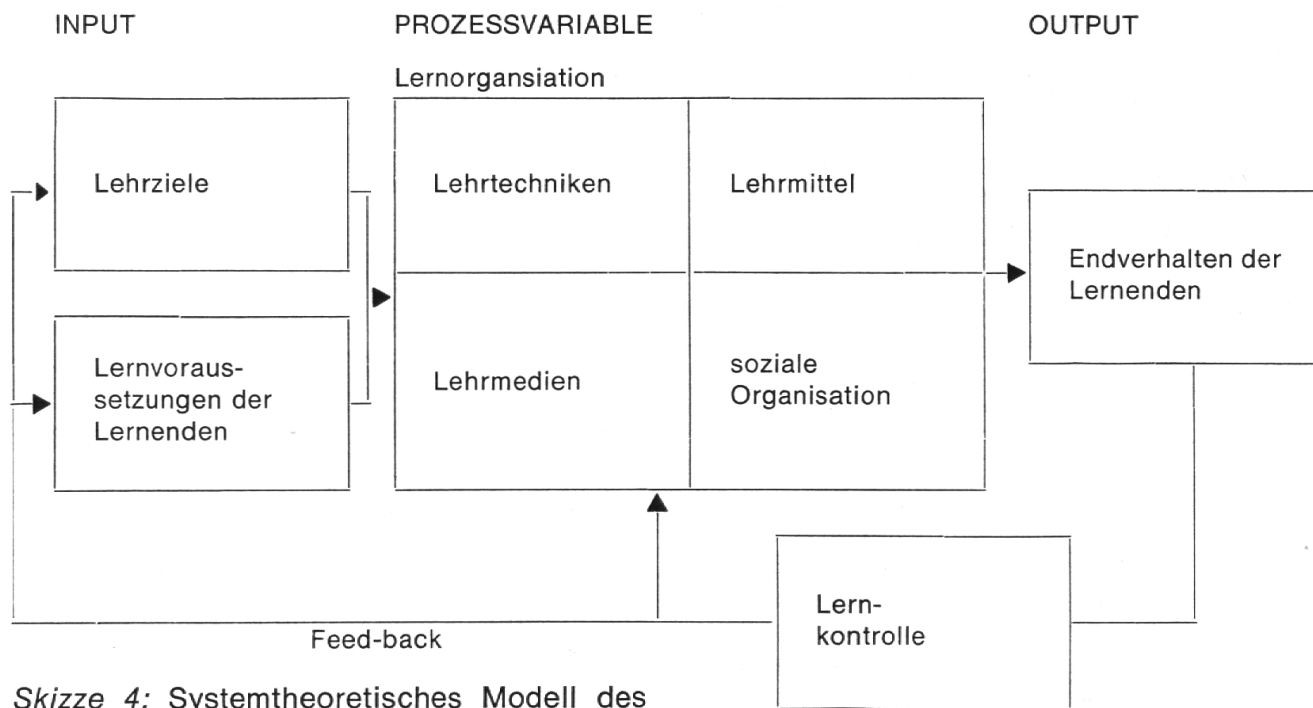 INPUT
PROZESSVARIABLE
OUTPUT
Lernorgansiation
Lehrziele
Lehrtechniken
Lehrmittel
Endverhalten der
Lernenden
Lernvoraus-
setzungen der
Lernenden
Lehrmedien
soziale
Organisation
Lern-
kontrolle
Feed-back
Skizze 4: Systemtheoretisches Modell des